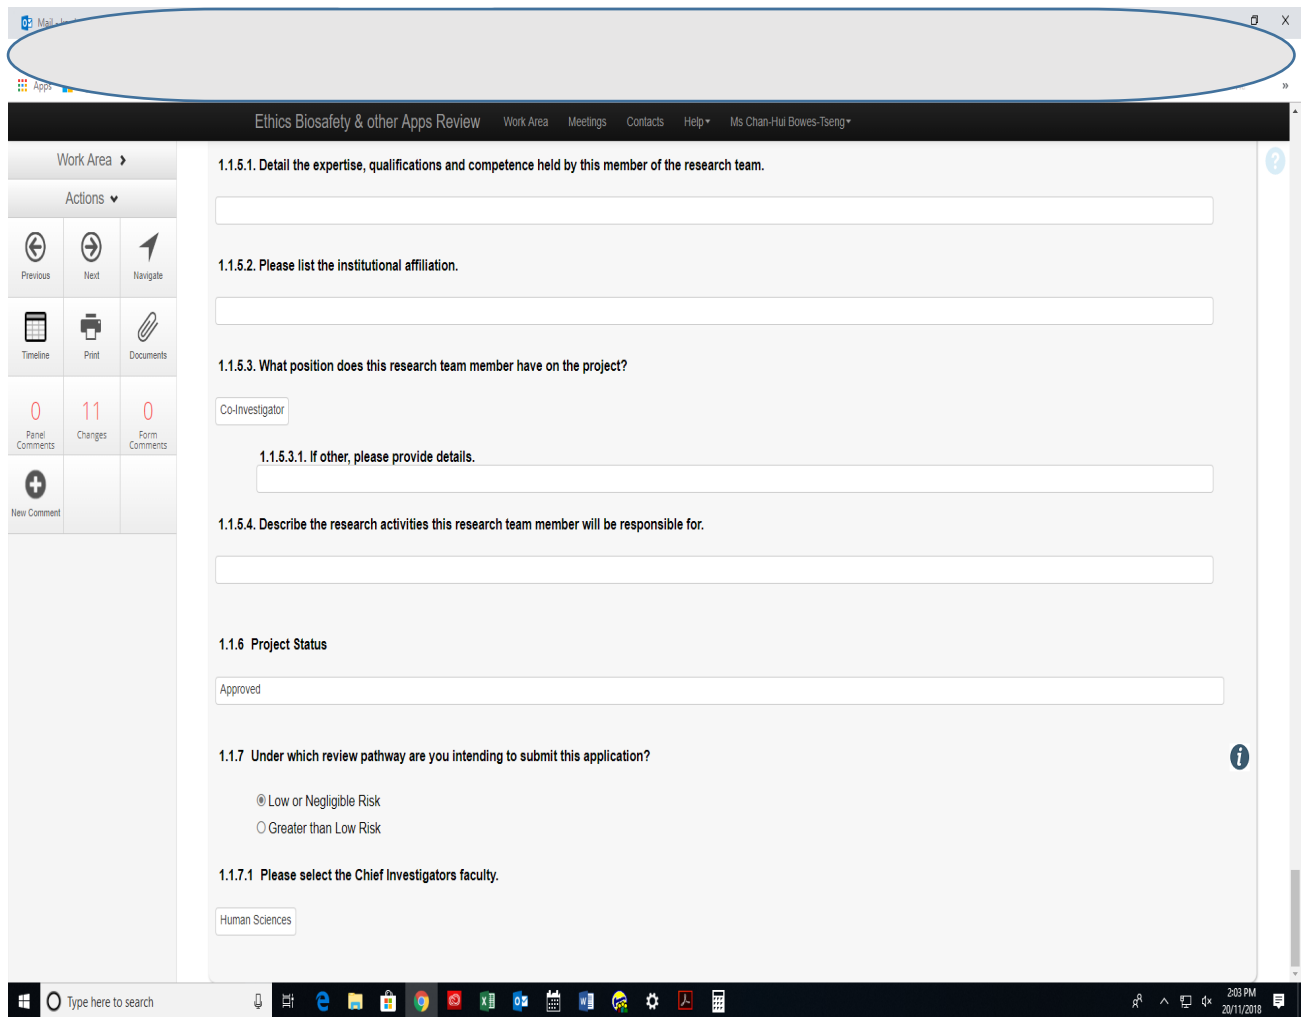 Mail
Apps
»
Ethics Biosafety & other Apps Review Work Area Meetings Contacts Help Ms Chan-Hui Bowes-Tseng
Work Area
Actions
Previous Next Navigate
Timeline Print Documents
0 11 0
Panel Comments Changes Form Comments
New Comment
1.1.5.1. Detail the expertise, qualifications and competence held by this member of the research team.
?
1.1.5.2. Please list the institutional affiliation.
1.1.5.3. What position does this research team member have on the project?
Co-Investigator
1.1.5.3.1. If other, please provide details.
1.1.5.4. Describe the research activities this research team member will be responsible for.
1.1.6 Project Status
Approved
1.1.7 Under which review pathway are you intending to submit this application?
i
Low or Negligible Risk
Greater than Low Risk
1.1.7.1 Please select the Chief Investigators faculty.
Human Sciences
Type here to search
2:03 PM
20/11/2018